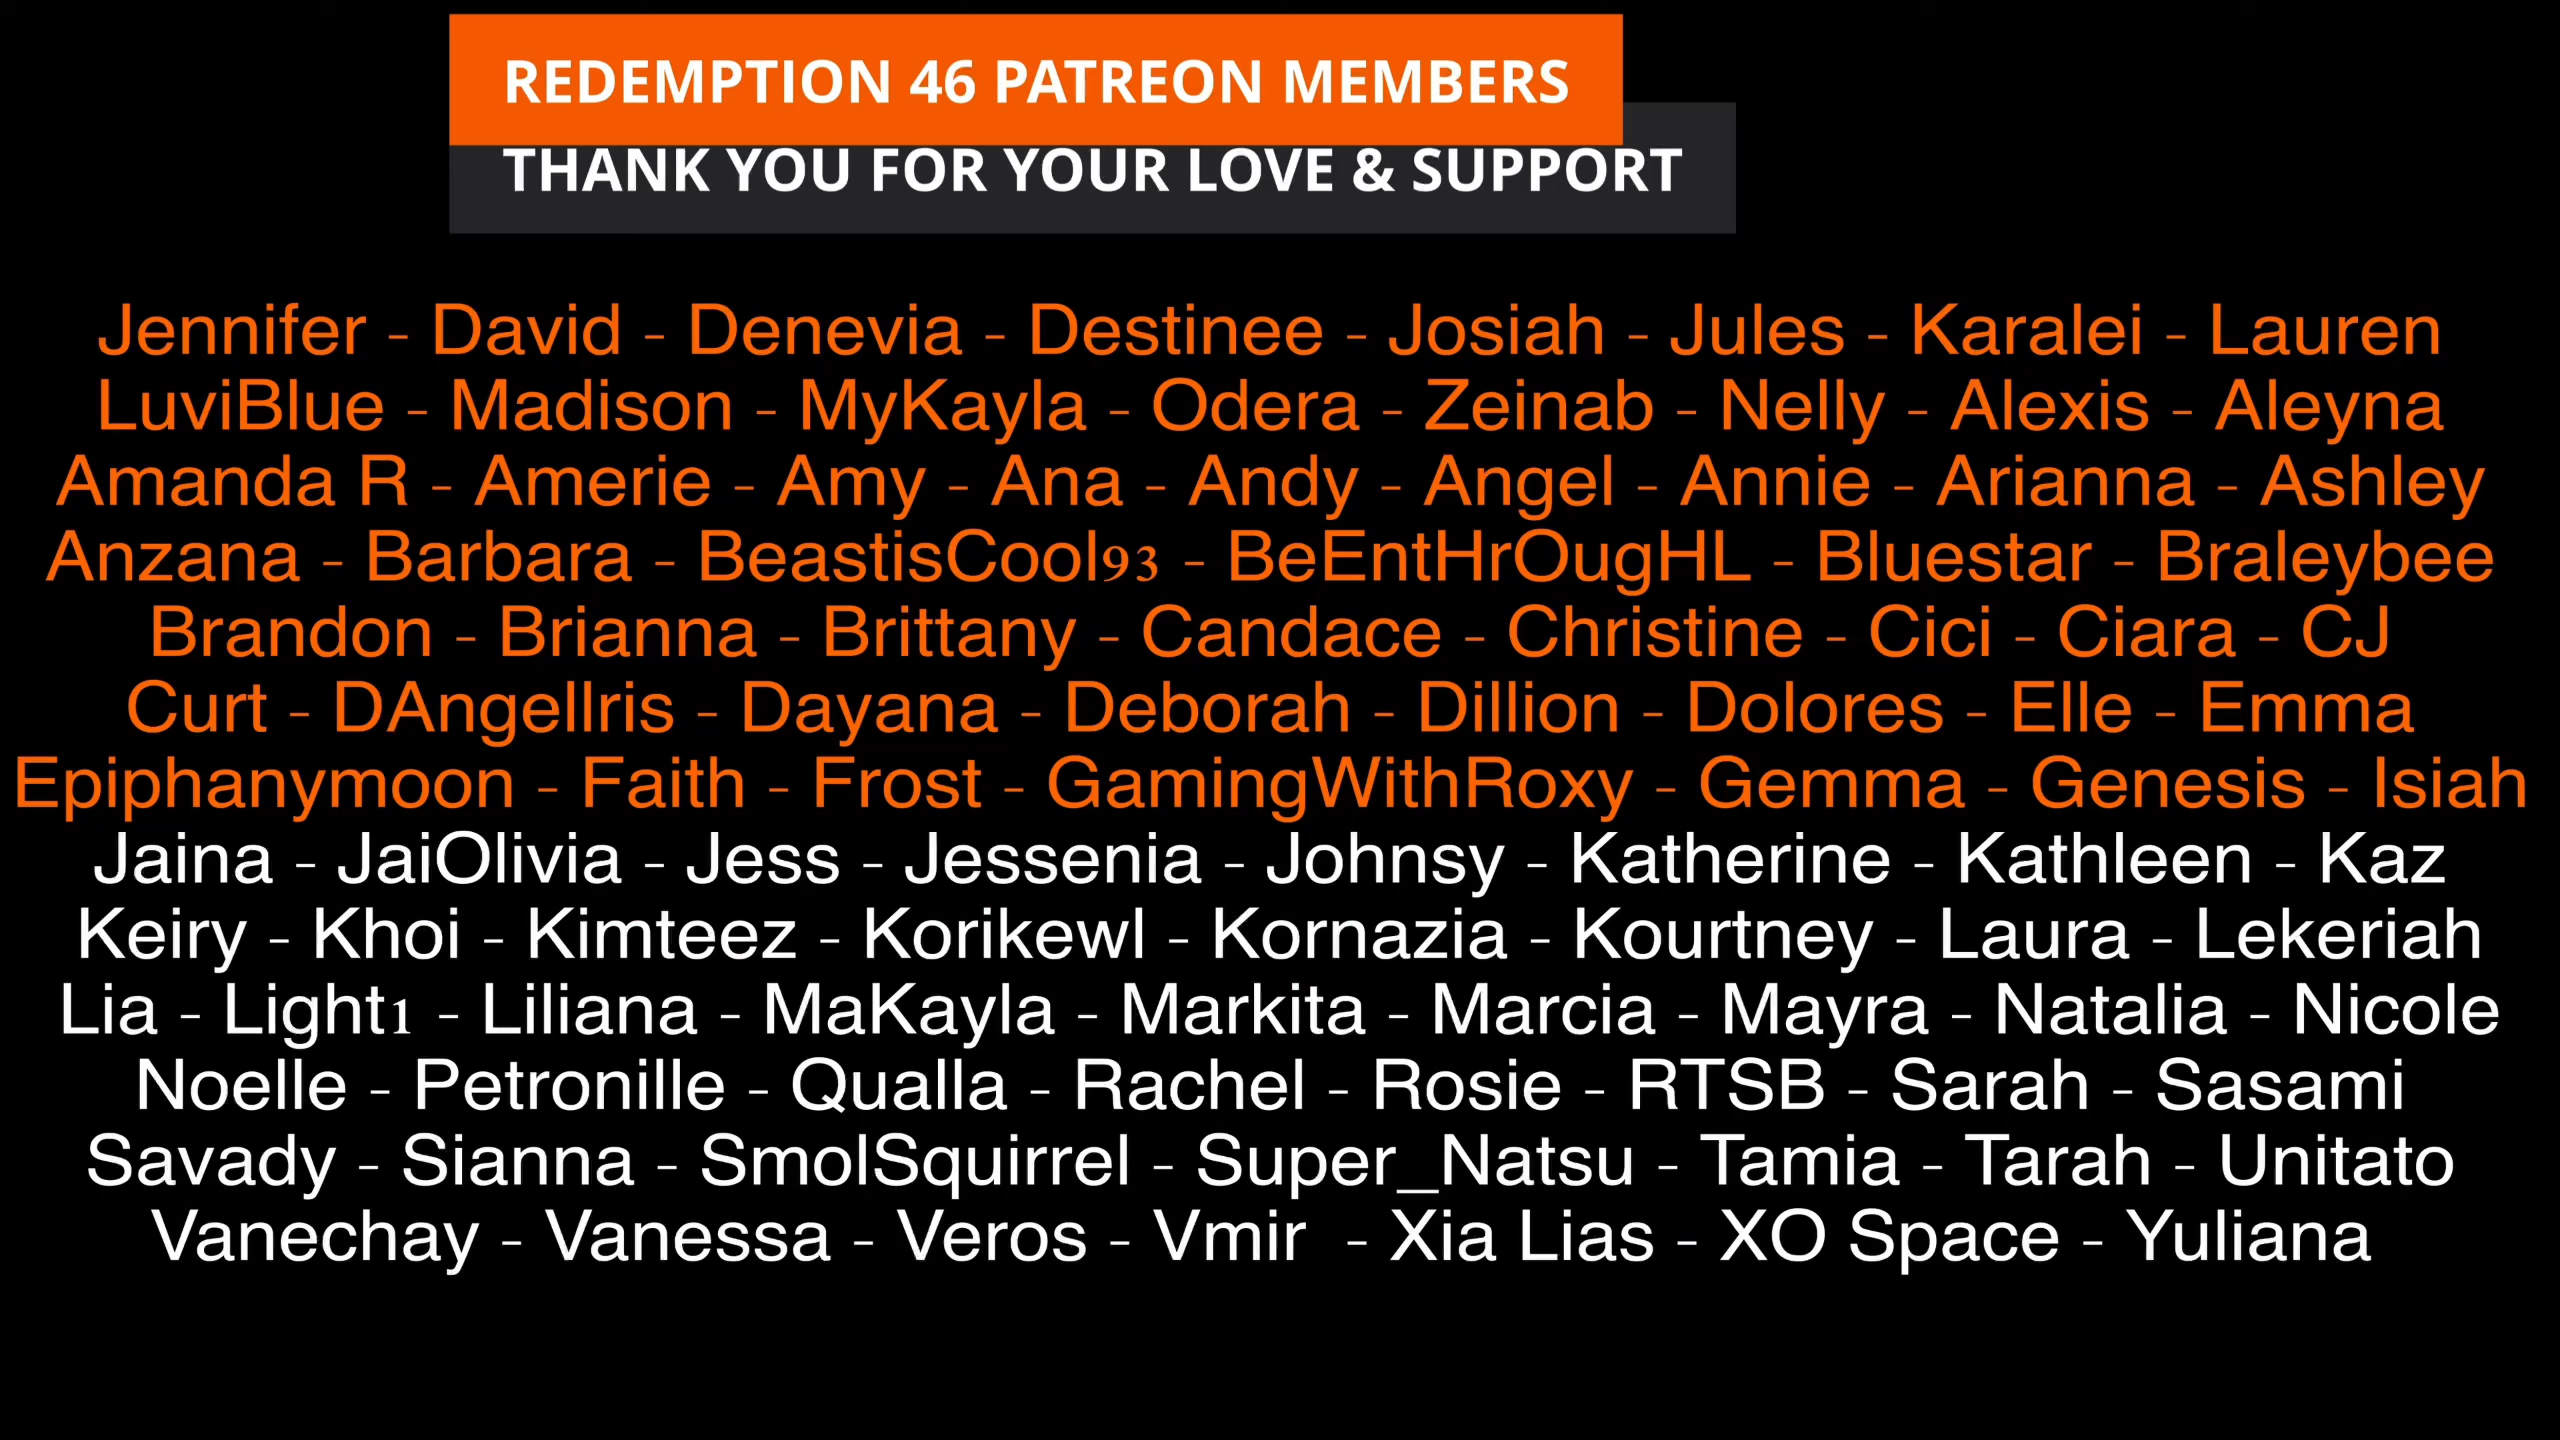 REDEMPTION 46 PATREON MEMBERS
THANK YOU FOR YOUR LOVE & SUPPORT
Jennifer - David - Denevia - Destinee - Josiah - Jules - Karalei - Lauren
LuviBlue - Madison - MyKayla - Odera - Zeinab - Nelly - Alexis - Aleyna
Amanda R - Amerie - Amy - Ana - Andy - Angel - Annie - Arianna - Ashley
Anzana - Barbara - BeastisCool93 - BeEntHrOugHL - Bluestar - Braleybee
Brandon - Brianna - Brittany - Candace - Christine - Cici - Ciara - CJ
Curt - DAngelIris - Dayana - Deborah - Dillion - Dolores - Elle - Emma
Epiphanymoon - Faith - Frost - GamingWithRoxy - Gemma - Genesis - Isiah
Jaina - JaiOlivia - Jess - Jessenia - Johnsy - Katherine - Kathleen - Kaz
Keiry - Khoi - Kimteez - Korikewl - Kornazia - Kourtney - Laura - Lekeriah
Lia - Light1 - Liliana - MaKayla - Markita - Marcia - Mayra - Natalia - Nicole
Noelle - Petronille - Qualla - Rachel - Rosie - RTSB - Sarah - Sasami
Savady - Sianna - SmolSquirrel - Super_Natsu - Tamia - Tarah - Unitato
Vanechay - Vanessa - Veros - Vmir - Xia Lias - XO Space - Yuliana